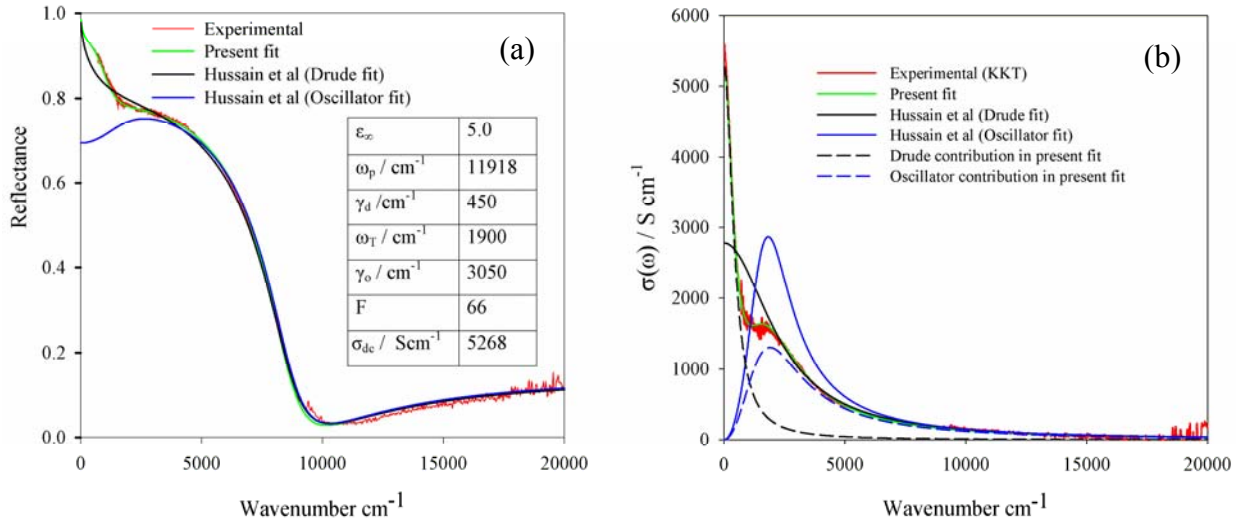 (a)
Experimental
Present fit
Hussain et al (Drude fit)
Hussain et al (Oscillator fit)
ε∞ 5.0
ωp / cm-1 11918
γd /cm-1 450
ωT / cm-1 1900
γo / cm-1 3050
F 66
σdc / Scm-1 5268
Reflectance
1.0
0.8
0.6
0.4
0.2
0.0
0 5000 10000 15000 20000
Wavenumber cm-1
(b)
Experimental (KKT)
Present fit
Hussain et al (Drude fit)
Hussain et al (Oscillator fit)
Drude contribution in present fit
Oscillator contribution in present fit
σ(ω) / S cm-1
6000
5000
4000
3000
2000
1000
0
0 5000 10000 15000 20000
Wavenumber cm-1